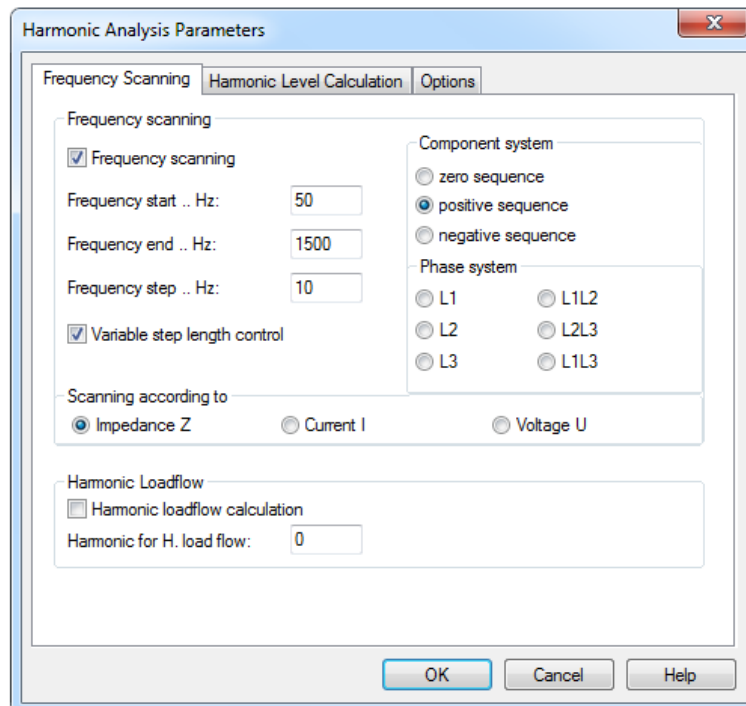 Harmonic Analysis Parameters
Frequency Scanning Harmonic Level Calculation Options
Frequency scanning
Frequency scanning
Frequency start .. Hz: 50
Frequency end .. Hz: 1500
Frequency step .. Hz: 10
Variable step length control
Component system
zero sequence
positive sequence
negative sequence
Phase system
L1 L1L2
L2 L2L3
L3 L1L3
Scanning according to
Impedance Z Current I Voltage U
Harmonic Loadflow
Harmonic loadflow calculation
Harmonic for H. load flow: 0
OK Cancel Help